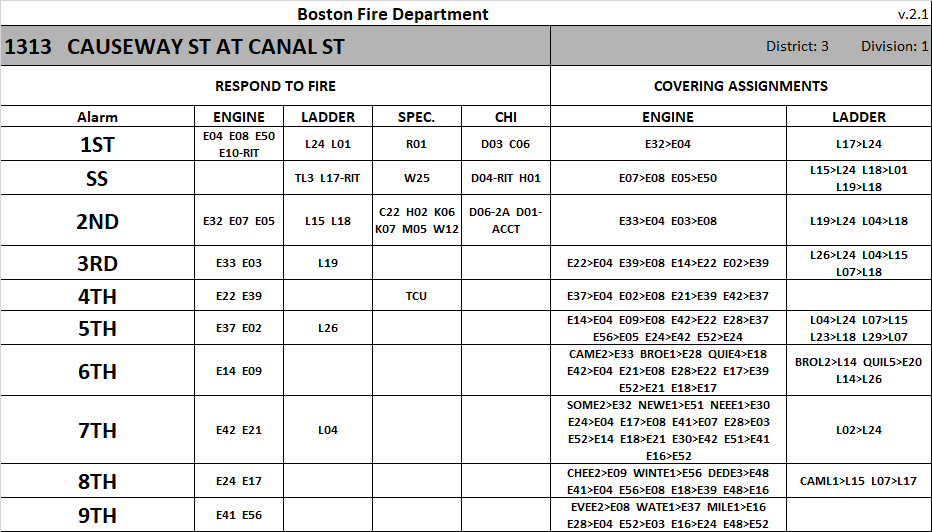 Boston Fire Department v.2.1
1313 CAUSEWAY ST AT CANAL ST District: 3 Division: 1
RESPOND TO FIRE COVERING ASSIGNMENTS
Alarm ENGINE LADDER SPEC. CHI ENGINE LADDER
1ST E04 E08 E50 E10-RIT L24 L01 R01 D03 C06 E32>E04 L17>L24
SS TL3 L17-RIT W25 D04-RIT H01 E07>E08 E05>E50 L15>L24 L18>L01 L19>L18
2ND E32 E07 E05 L15 L18 C22 H02 K06 K07 M05 W12 D06-2A D01-ACCT E33>E04 E03>E08 L19>L24 L04>L18
3RD E33 E03 L19 E22>E04 E39>E08 E14>E22 E02>E39 L26>L24 L04>L15 L07>L18
4TH E22 E39 TCU E37>E04 E02>E08 E21>E39 E42>E37
5TH E37 E02 L26 E14>E04 E09>E08 E42>E22 E28>E37 E56>E05 E24>E42 E52>E24 L04>L24 L07>L15 L23>L18 L29>L07
6TH E14 E09 CAME2>E33 BROE1>E28 QUIE4>E18 E42>E04 E21>E08 E28>E22 E17>E39 E52>E21 E18>E17 BROL2>L14 QUIL5>E20 L14>L26
7TH E42 E21 L04 SOME2>E32 NEWE1>E51 NEEE1>E30 E24>E04 E17>E08 E41>E07 E28>E03 E52>E14 E18>E21 E30>E42 E51>E41 E16>E52 L02>L24
8TH E24 E17 CHEE2>E09 WINTE1>E56 DEDE3>E48 E41>E04 E56>E08 E18>E39 E48>E16 CAML1>L15 L07>L17
9TH E41 E56 EVEE2>E08 WATE1>E37 MILE1>E16 E28>E04 E52>E03 E16>E24 E48>E52